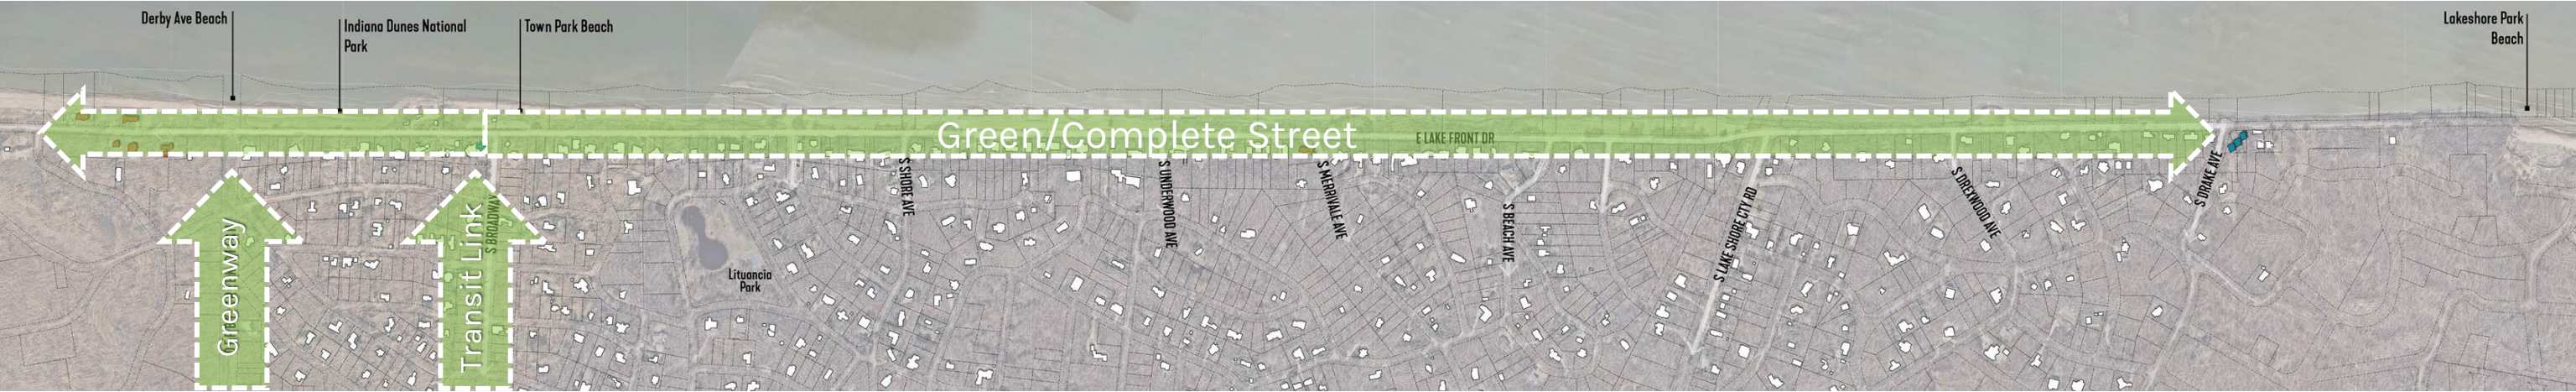 Derby Ave Beach
Indiana Dunes National
Park
Town Park Beach
Lakeshore Park
Beach
Green/Complete Street
E LAKE FRONT DR
Greenway
Transit Link
S BROADWAY
Lituancia
Park
S SHORE AVE
S UNDERWOOD AVE
S MERRIVALE AVE
S BEACH AVE
S LAKE SHORE CTY RD
S DREXWOOD AVE
S DRAKE AVE